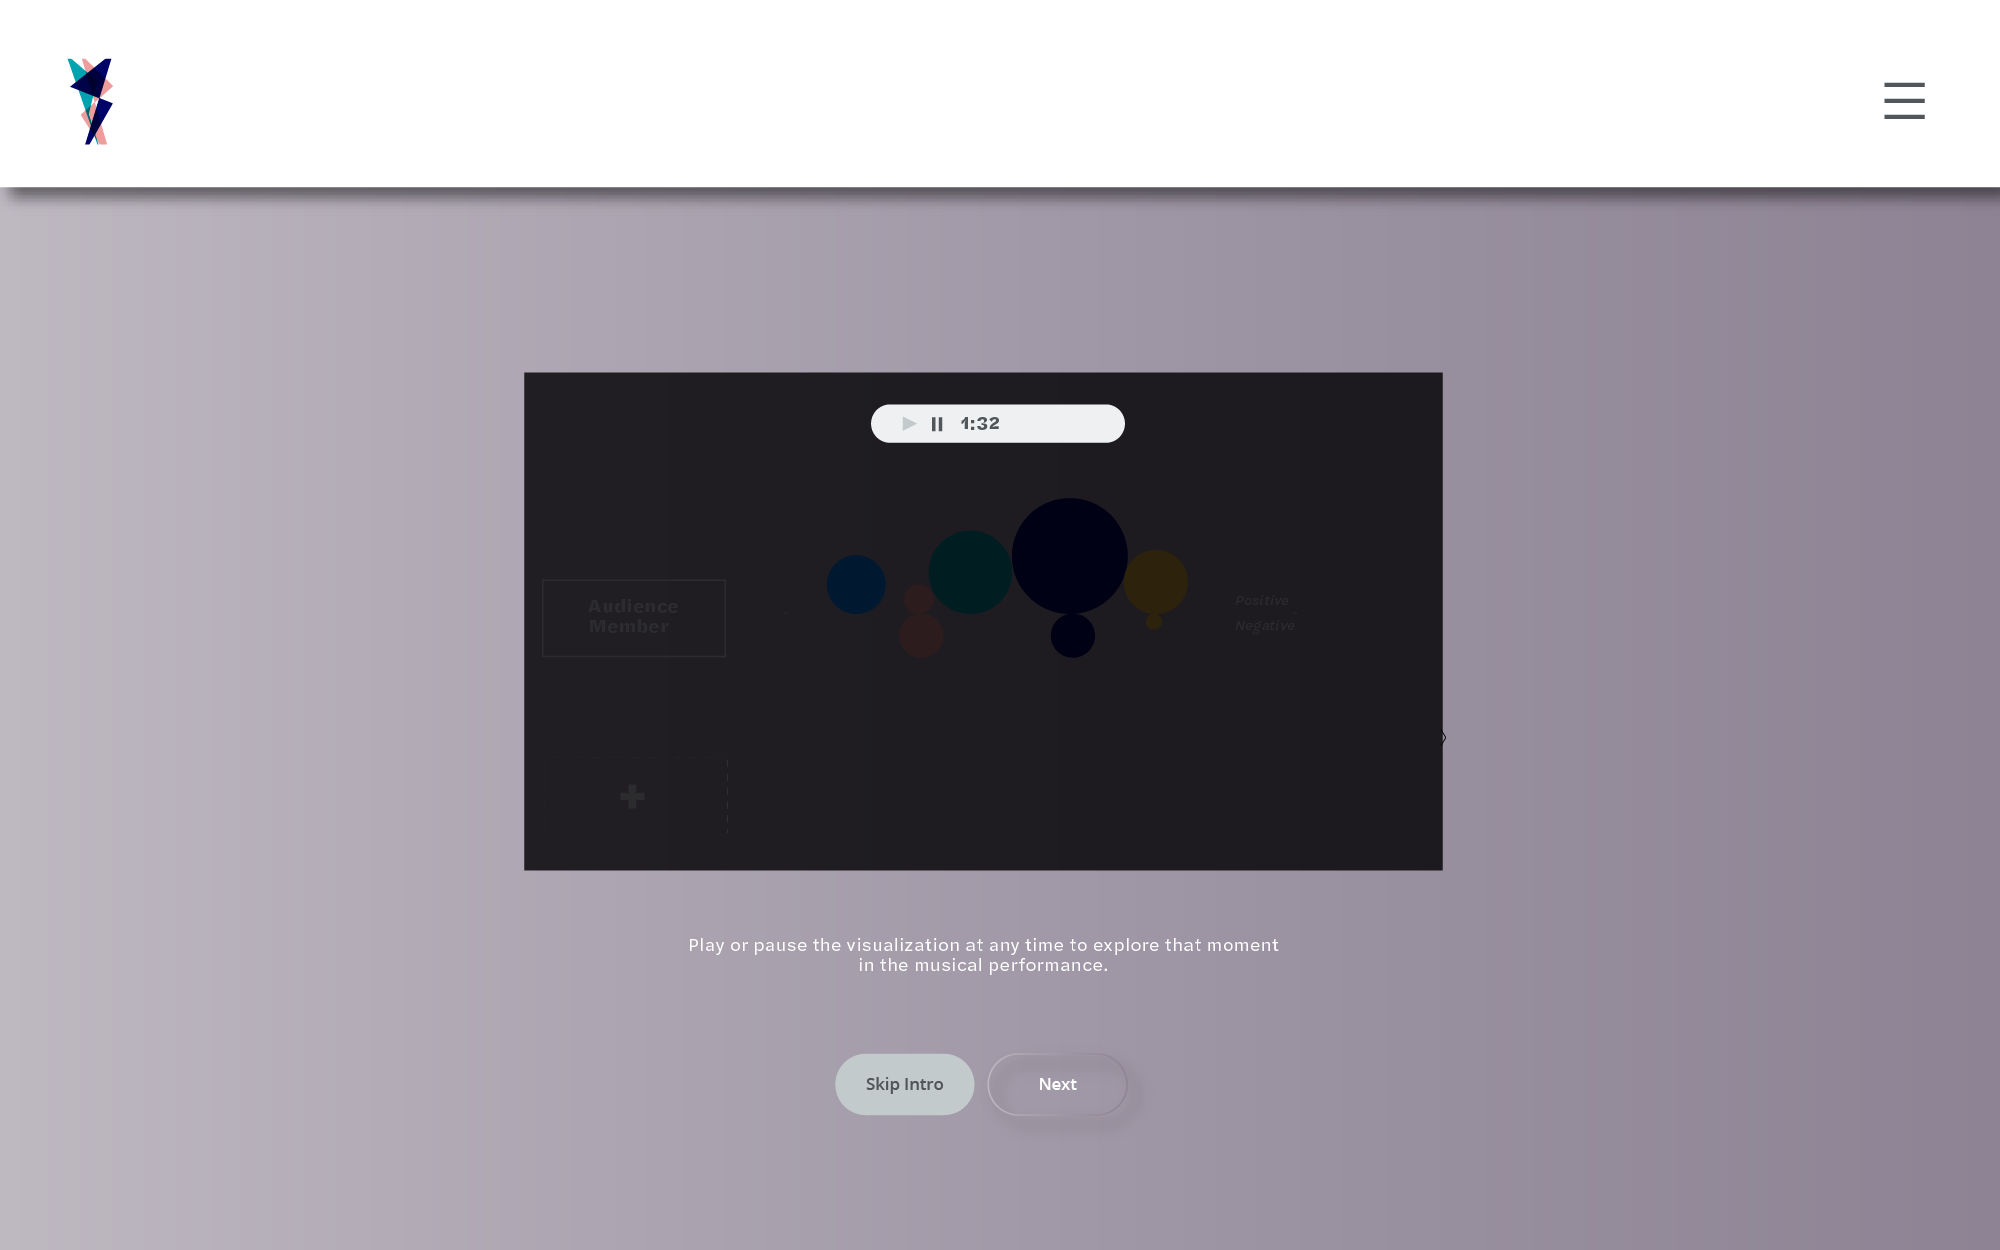 1:32
Audience
Member
Positive
Negative
Play or pause the visualization at any time to explore that moment
in the musical performance.
Skip Intro
Next